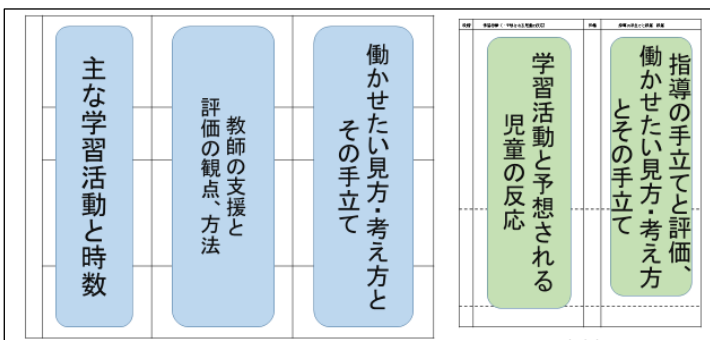 主な学習活動と時数
教師の支援と
評価の観点、方法
働かせたい見方・考え方と
その手立て
学習活動と予想される
児童の反応
指導の手立てと評価、
働かせたい見方・考え方
とその手立て